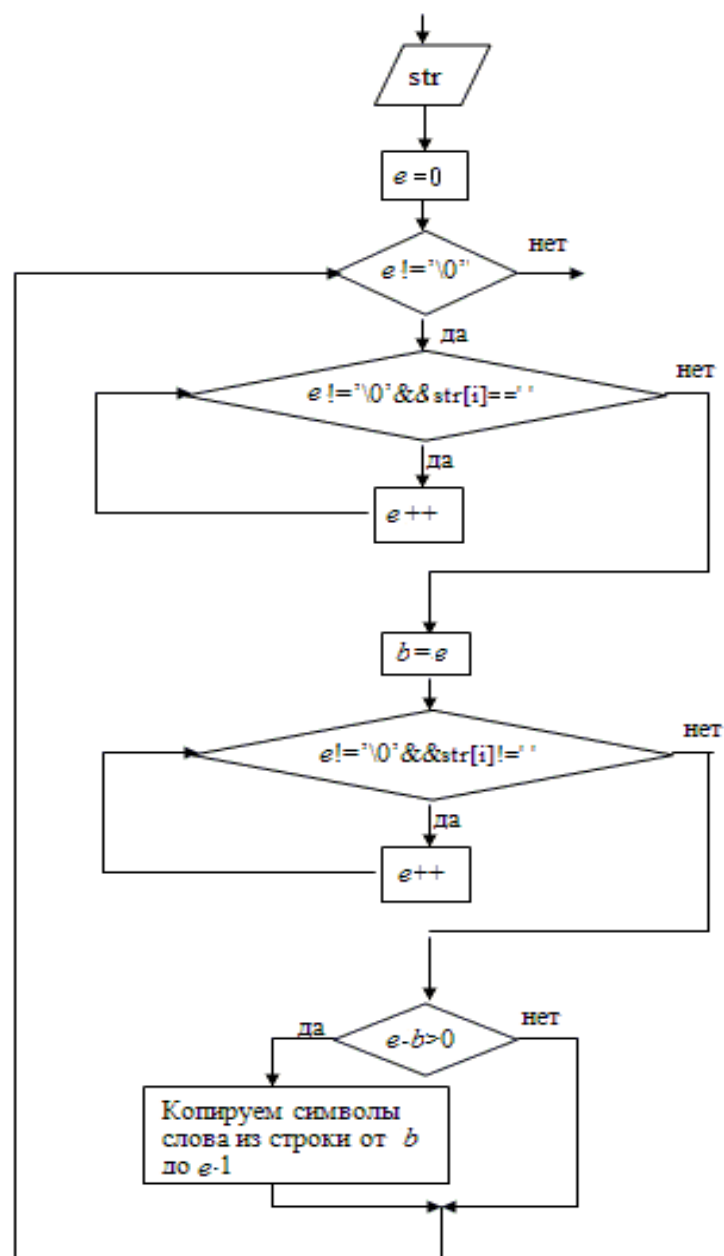 str
e=0
нет
e !='\0'
да
нет
e !='\0'&&str[i]==' '
да
e++
b=e
нет
e!='\0'&&str[i]!=' '
да
e++
да
нет
e-b>0
Копируем символы
слова из строки от b
до e-1